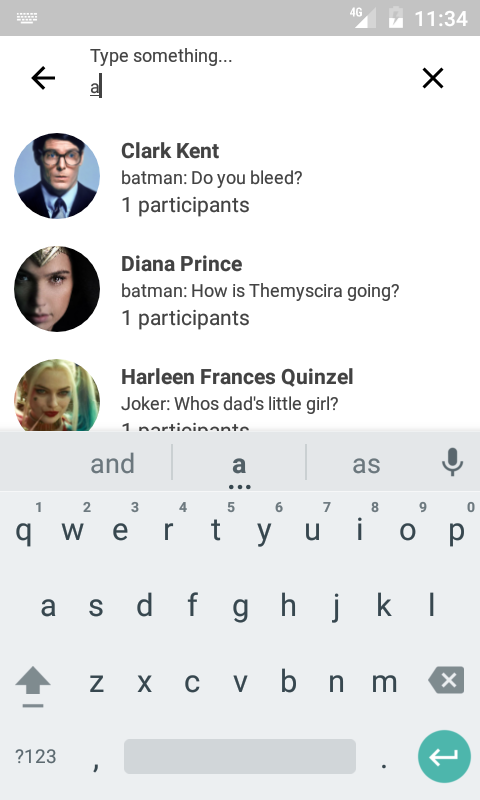 4G 11:34
Type something...
a
Clark Kent
batman: Do you bleed?
1 participants
Diana Prince
batman: How is Themyscira going?
1 participants
Harleen Frances Quinzel
Joker: Whos dad's little girl?
1 participants
and a as
1 2 3 4 5 6 7 8 9 0
q w e r t y u i o p
a s d f g h j k l
z x c v b n m
?123 , .